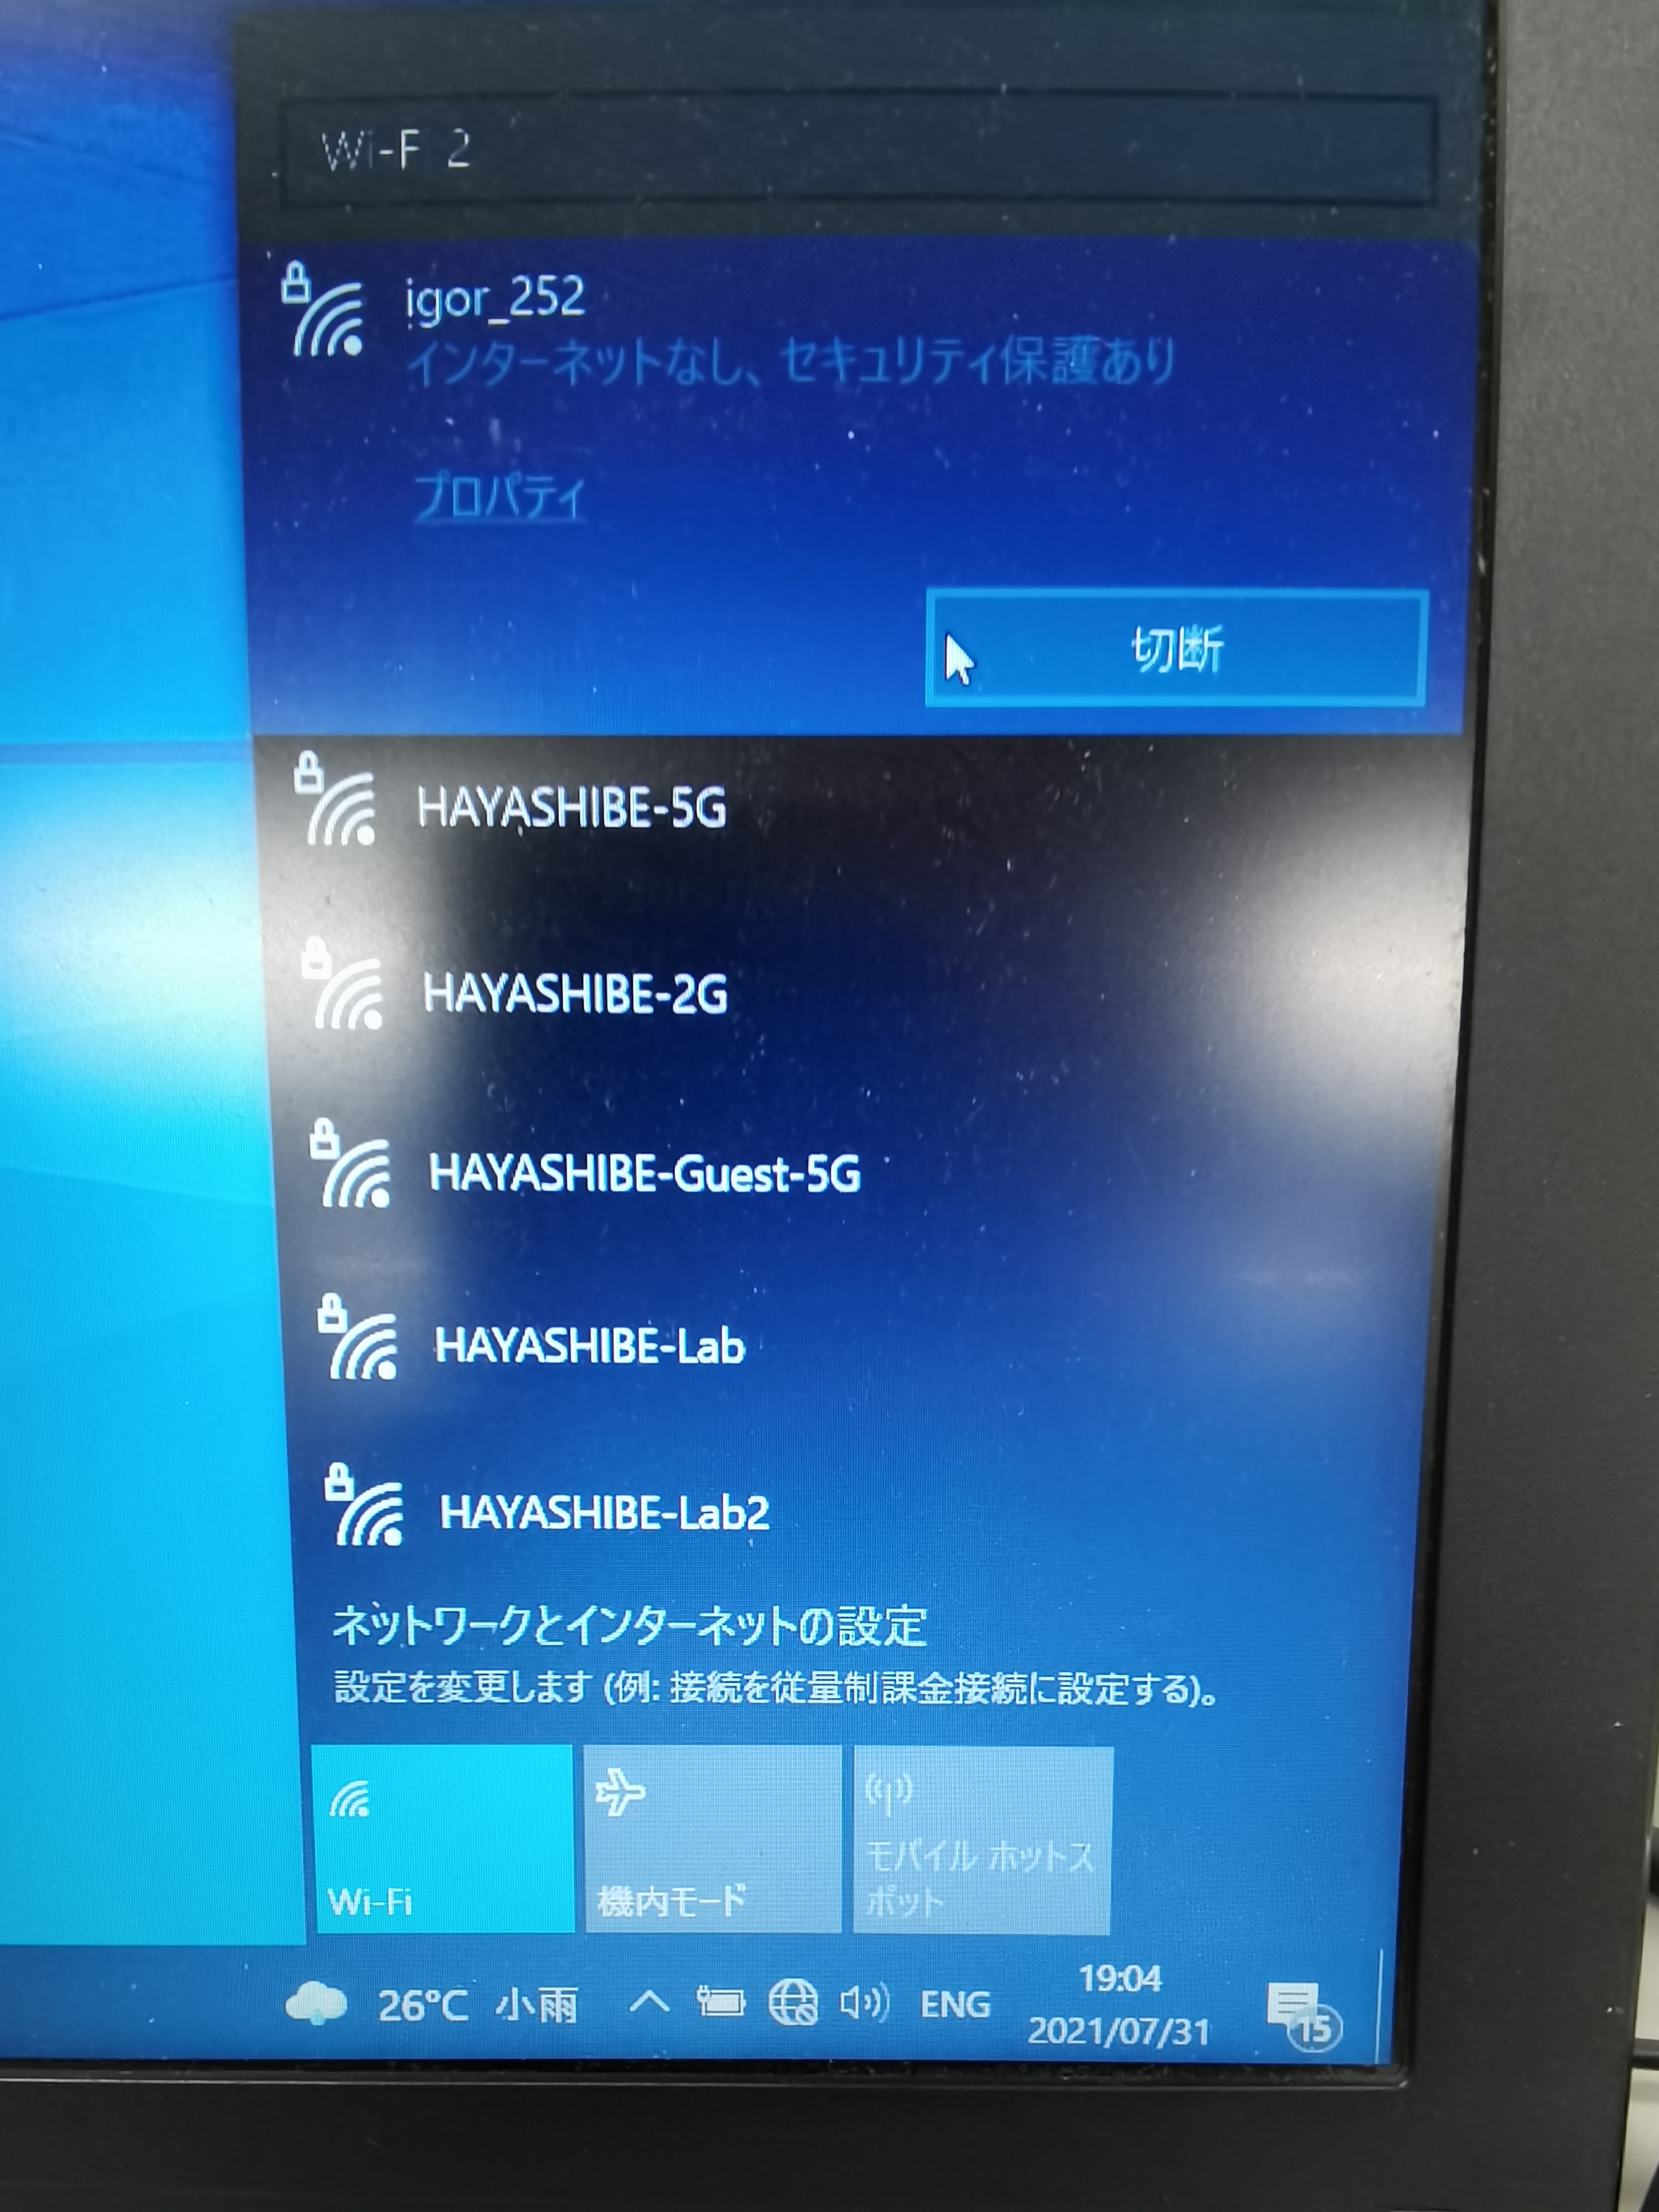 Wi-Fi 2
igor_252
インターネットなし、セキュリティ保護あり
プロパティ
切断
HAYASHIBE-5G
HAYASHIBE-2G
HAYASHIBE-Guest-5G
HAYASHIBE-Lab
HAYASHIBE-Lab2
ネットワークとインターネットの設定
設定を変更します (例: 接続を従量制課金接続に設定する)。
Wi-Fi
機内モード
モバイル ホットス
ポット
26°C 小雨 ENG
19:04
2021/07/31
15